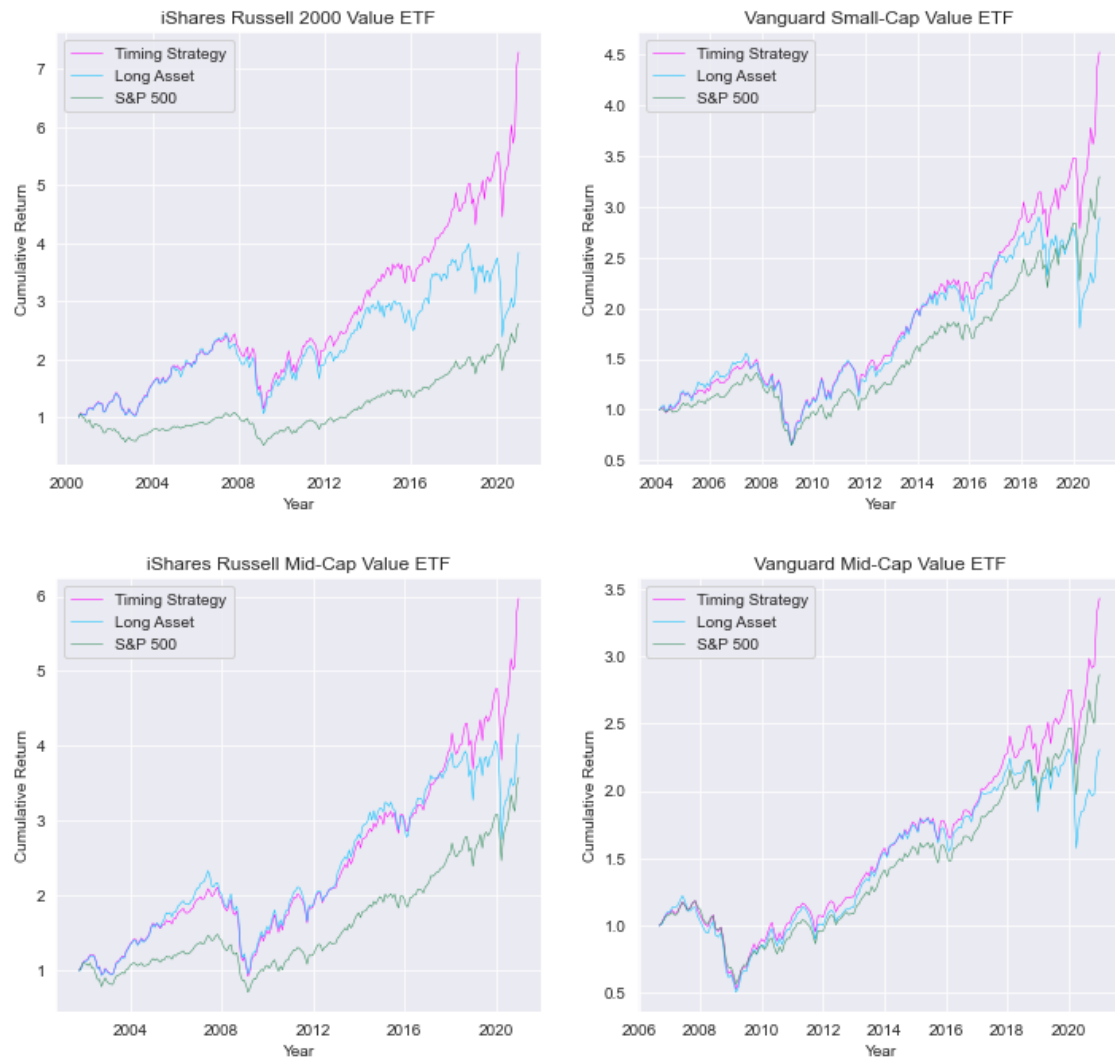 iShares Russell 2000 Value ETF
Timing Strategy
Long Asset
S&P 500
Cumulative Return
7
6
5
4
3
2
1
2000 2004 2008 2012 2016 2020
Year
Vanguard Small-Cap Value ETF
Timing Strategy
Long Asset
S&P 500
Cumulative Return
4.5
4.0
3.5
3.0
2.5
2.0
1.5
1.0
0.5
2004 2006 2008 2010 2012 2014 2016 2018 2020
Year
iShares Russell Mid-Cap Value ETF
Timing Strategy
Long Asset
S&P 500
Cumulative Return
6
5
4
3
2
1
2004 2008 2012 2016 2020
Year
Vanguard Mid-Cap Value ETF
Timing Strategy
Long Asset
S&P 500
Cumulative Return
3.5
3.0
2.5
2.0
1.5
1.0
0.5
2006 2008 2010 2012 2014 2016 2018 2020
Year